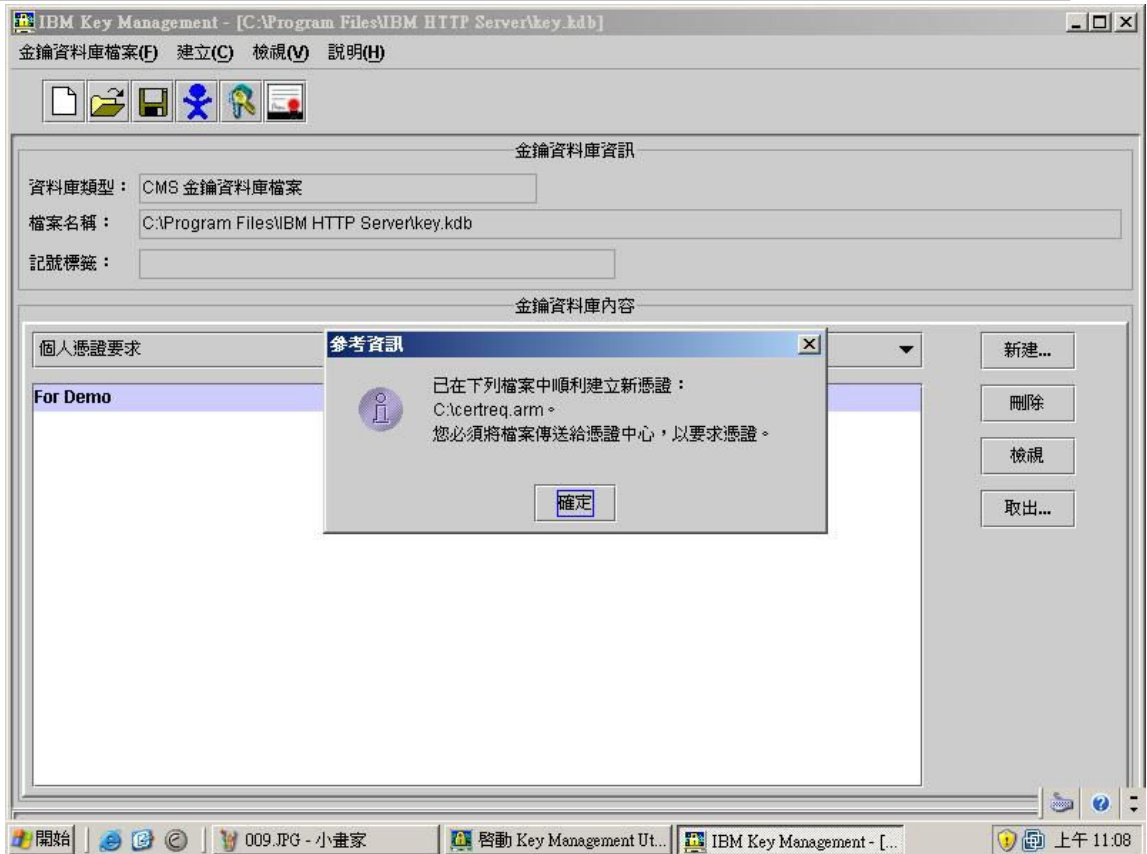 IBM Key Management - [C:\Program Files\IBM HTTP Server\key.kdb]
金鑰資料庫檔案(F) 建立(C) 檢視(V) 說明(H)
金鑰資料庫資訊
資料庫類型： CMS 金鑰資料庫檔案
檔案名稱： C:\Program Files\IBM HTTP Server\key.kdb
記號標籤：
金鑰資料庫內容
個人憑證要求
新建...
For Demo
刪除
檢視
取出...
參考資訊
已在下列檔案中順利建立新憑證：
C:\certreq.arm。
您必須將檔案傳送給憑證中心，以要求憑證。
確定
開始 009.JPG - 小畫家 啓動 Key Management Ut... IBM Key Management - [... 上午 11:08